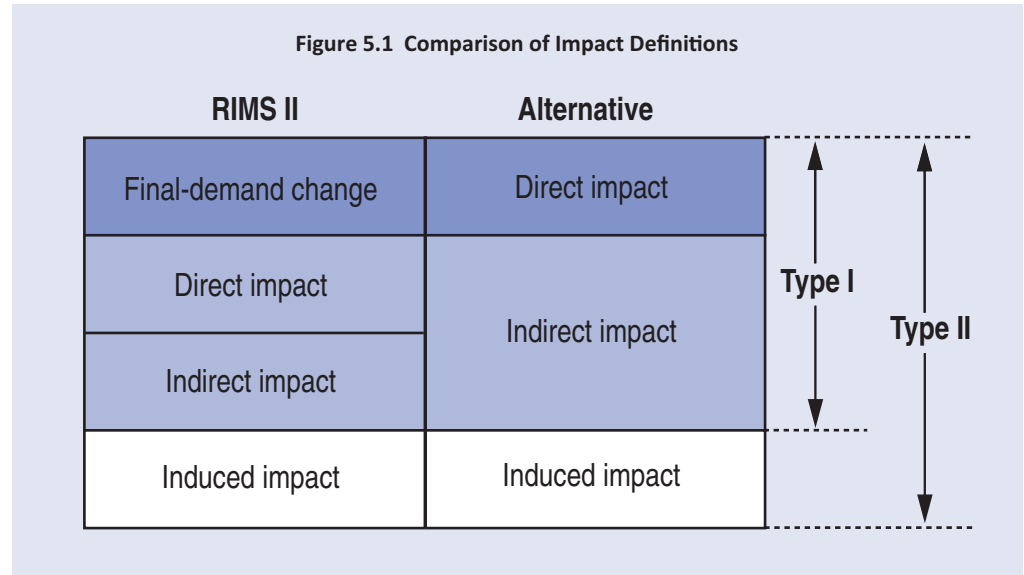 Figure 5.1 Comparison of Impact Definitions
RIMS II
Alternative
Final-demand change
Direct impact
Direct impact
Indirect impact
Indirect impact
Induced impact
Induced impact
Type I
Type II